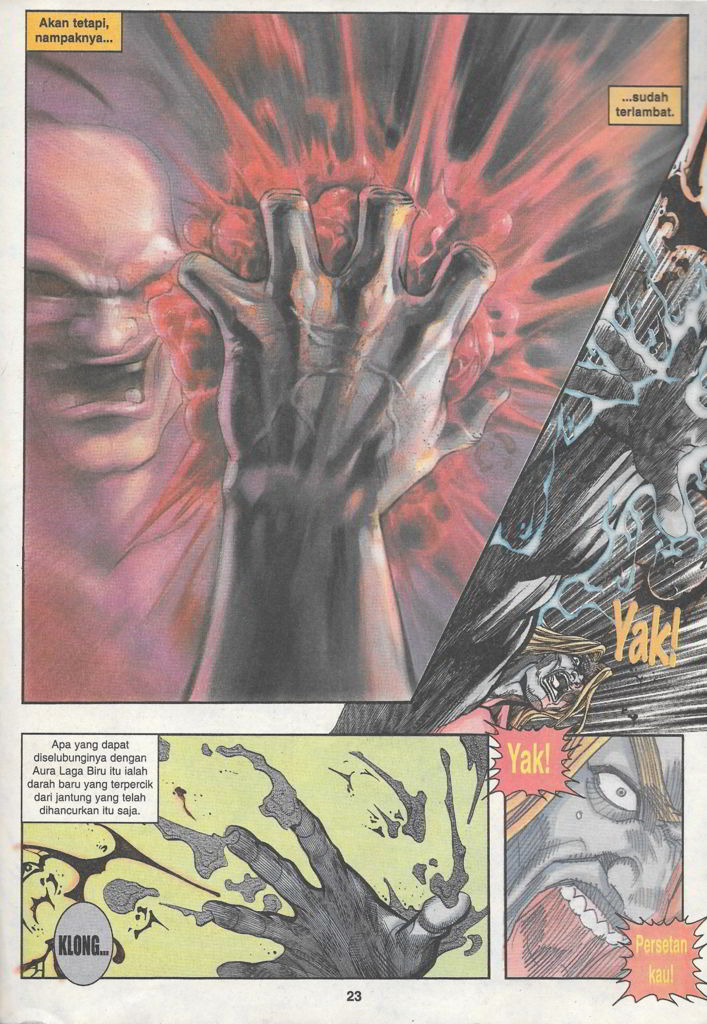 Akan tetapi,
nampaknya...
...sudah
terlambat.
Yak!
Apa yang dapat
diselubunginya dengan
Aura Laga Biru itu ialah
darah baru yang terpercik
dari jantung yang telah
dihancurkan itu saja.
KLONG...
Yak!
Persetan
kau!
23